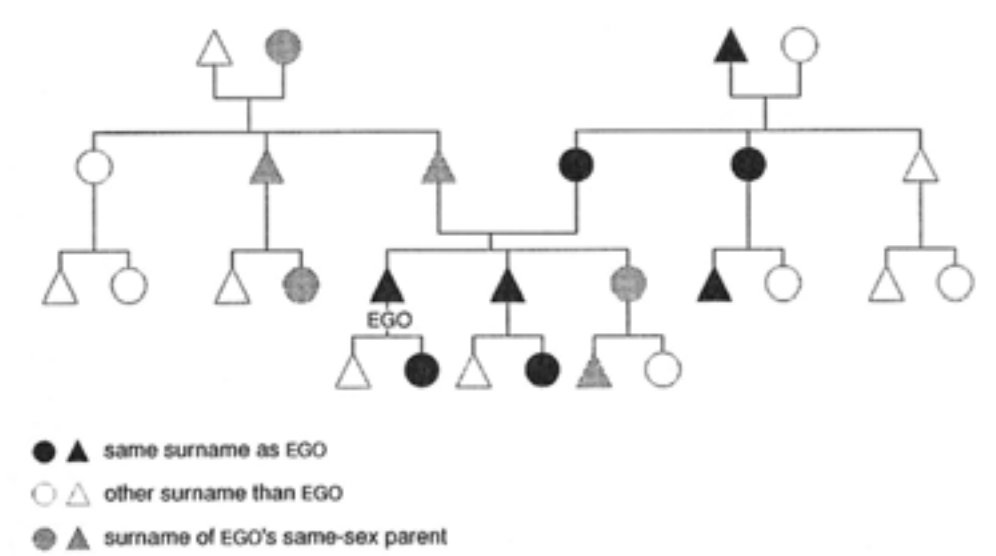 EGO
same surname as EGO
other surname than EGO
surname of EGO's same-sex parent